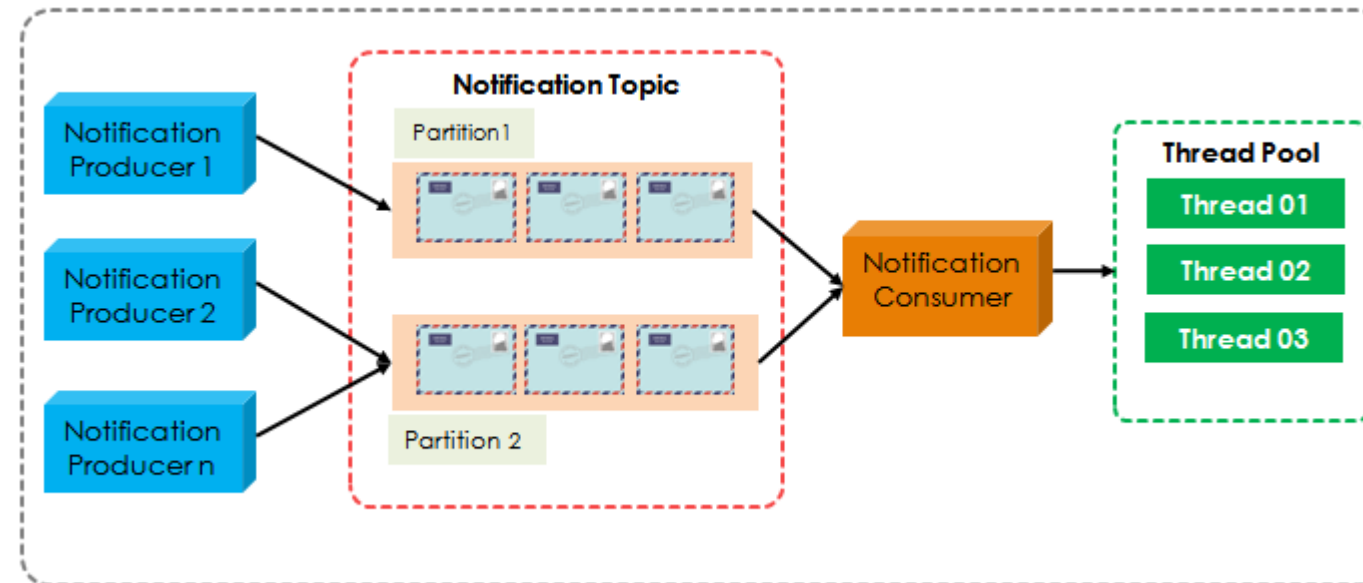 Notification Topic
Partition1
Notification
Producer 1
Notification
Producer 2
Notification
Producer n
Partition 2
Notification
Consumer
Thread Pool
Thread 01
Thread 02
Thread 03